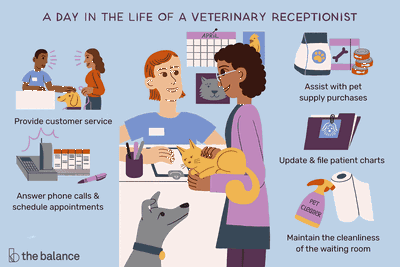 A DAY IN THE LIFE OF A VETERINARY RECEPTIONIST
APRIL
Provide customer service
Answer phone calls &
schedule appointments
Assist with pet
supply purchases
Update & file patient charts
PET
CLEANER
Maintain the cleanliness
of the waiting room
the balance